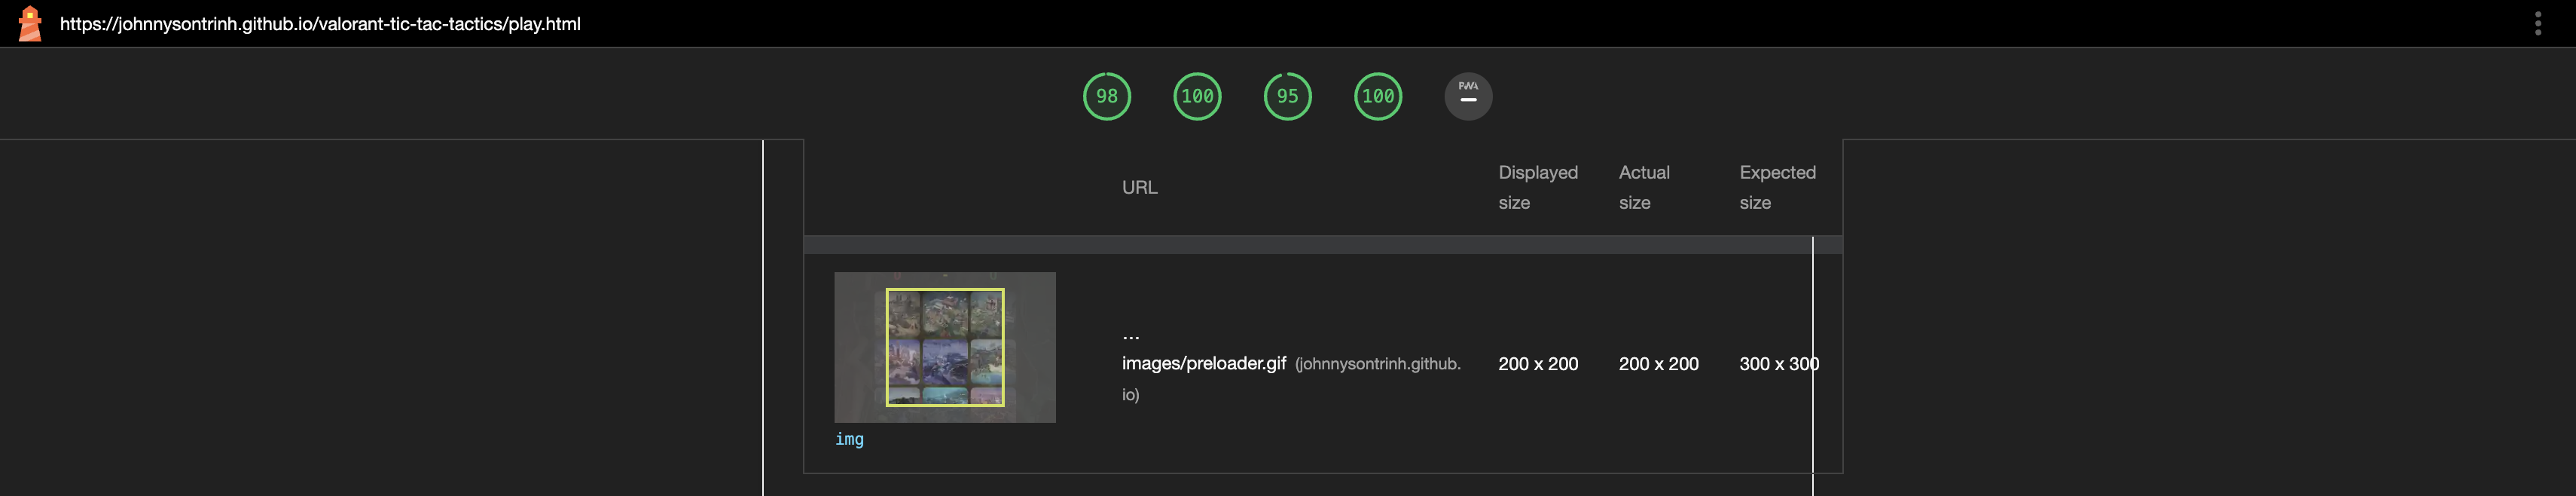 https://johnnysontrinh.github.io/valorant-tic-tac-tactics/play.html
98 100 95 100 PWA
URL Displayed size Actual size Expected size
...
images/preloader.gif (johnnysontrinh.github.
io)
200 x 200 200 x 200 300 x 300
img